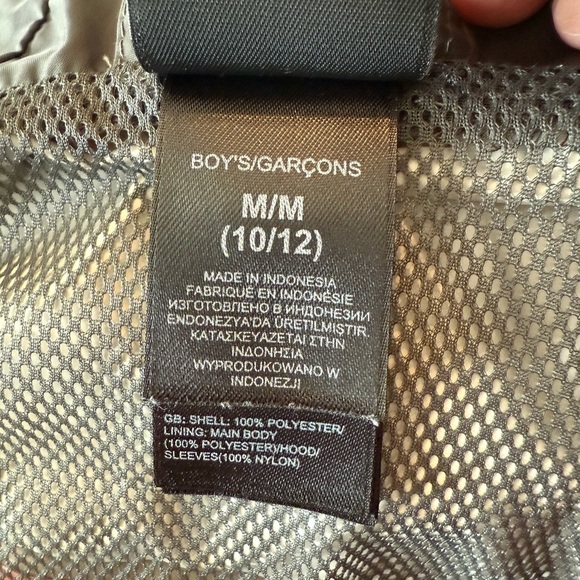 BOY'S/GARÇONS
M/M
(10/12)
MADE IN INDONESIA
FABRIQUÉ EN INDONÉSIE
ИЗГОТОВЛЕНО В ИНДОНЕЗИИ
ENDONEZYA'DA ÜRETILMIŞTIR.
ΚΑΤΑΣΚΕΥΑΖΕΤΑΙ ΣΤΗΝ
ΙΝΔΟΝΗΣΙΑ
WYPRODUKOWANO W
INDONEZJI
GB: SHELL: 100% POLYESTER/
LINING: MAIN BODY
(100% POLYESTER)/HOOD/
SLEEVES(100% NYLON)